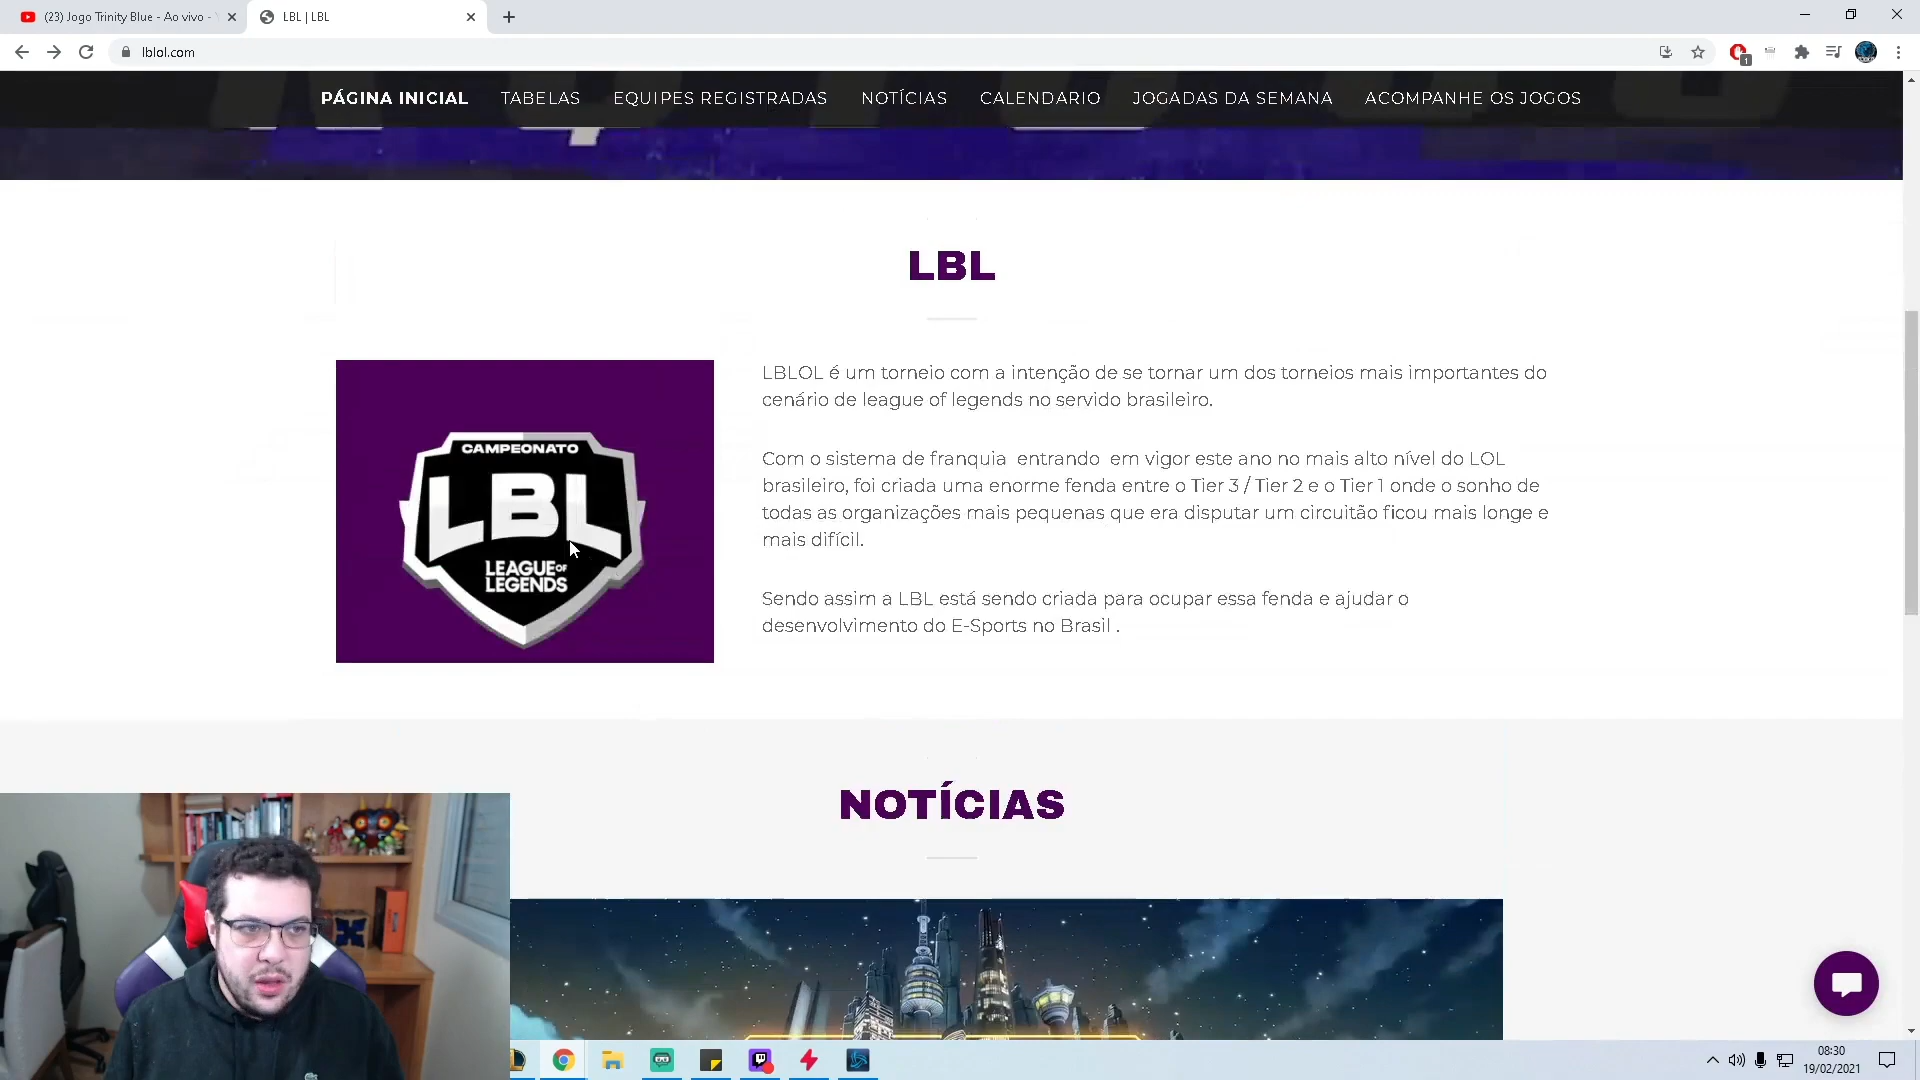 (23) Jogo Trinity Blue - Ao vivo -
LBL | LBL
lblol.com
1
PÁGINA INICIAL TABELAS EQUIPES REGISTRADAS NOTÍCIAS CALENDARIO JOGADAS DA SEMANA ACOMPANHE OS JOGOS
LBL
CAMPEONATO
LBL
LEAGUE OF
LEGENDS
LBLOL é um torneio com a intenção de se tornar um dos torneios mais importantes do
cenário de league of legends no servido brasileiro.
Com o sistema de franquia entrando em vigor este ano no mais alto nível do LOL
brasileiro, foi criada uma enorme fenda entre o Tier 3 / Tier 2 e o Tier 1 onde o sonho de
todas as organizações mais pequenas que era disputar um circuitão ficou mais longe e
mais difícil.
Sendo assim a LBL está sendo criada para ocupar essa fenda e ajudar o
desenvolvimento do E-Sports no Brasil .
NOTÍCIAS
08:30
19/02/2021